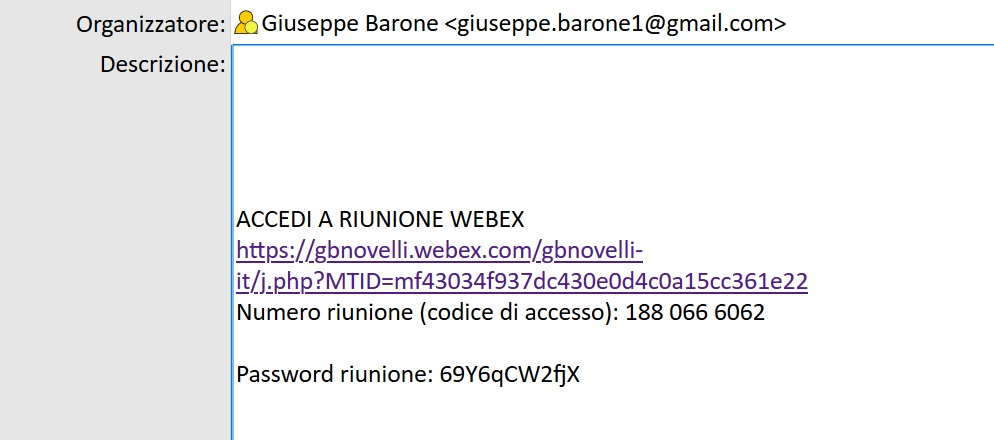 Organizzatore: Giuseppe Barone <giuseppe.barone1@gmail.com>
Descrizione:
ACCEDI A RIUNIONE WEBEX
https://gbnovelli.webex.com/gbnovelli-
it/j.php?MTID=mf43034f937dc430e0d4c0a15cc361e22
Numero riunione (codice di accesso): 188 066 6062
Password riunione: 69Y6qCW2fjX